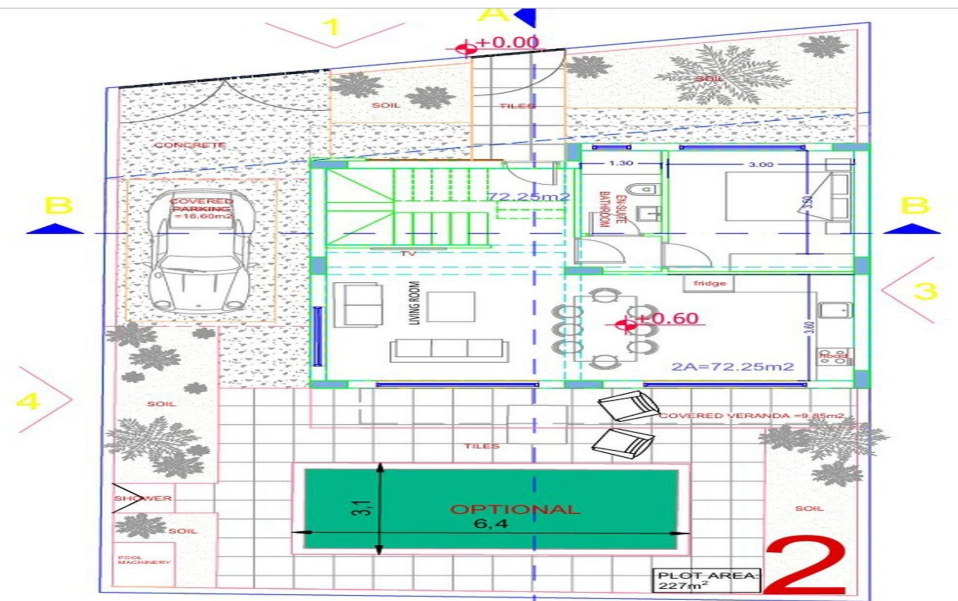 1
A
+0.00
SOIL
SOIL
TILES
CONCRETE
1.30
3.00
COVERED
PARKING
=16.60m2
72.25m2
EN-SUITE
BATHROOM
3.50
B
B
TV
LIVING ROOM
fridge
3
+0.60
3.60
2A=72.25m2
4
SOIL
COVERED VERANDA =9.85m2
TILES
SHOWER
3,1
OPTIONAL
6,4
SOIL
SOIL
POOL
MACHINERY
PLOT AREA:
227m²
2